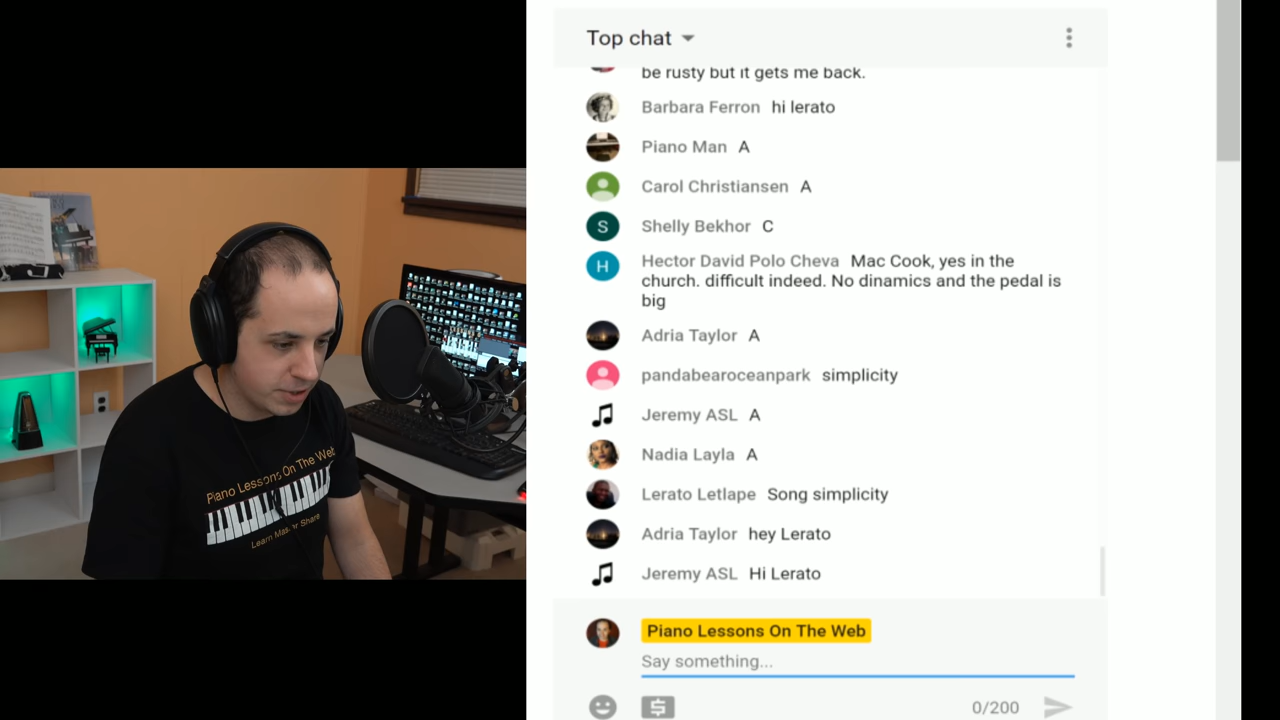 Top chat
be rusty but it gets me back.
Barbara Ferron hi lerato
Piano Man A
Carol Christiansen A
S Shelly Bekhor C
H Hector David Polo Cheva Mac Cook, yes in the
church. difficult indeed. No dinamics and the pedal is
big
Adria Taylor A
pandabearoceanpark simplicity
Jeremy ASL A
Nadia Layla A
Lerato Letlape Song simplicity
Adria Taylor hey Lerato
Jeremy ASL Hi Lerato
Piano Lessons On The Web
Say something...
$ 0/200
Piano Lessons On The Web
Learn Master Share